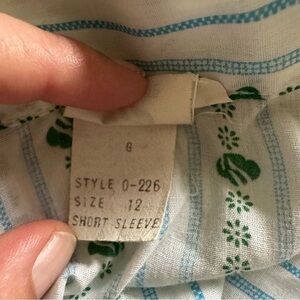 G
STYLE 0-226
SIZE 12
SHORT SLEEVE